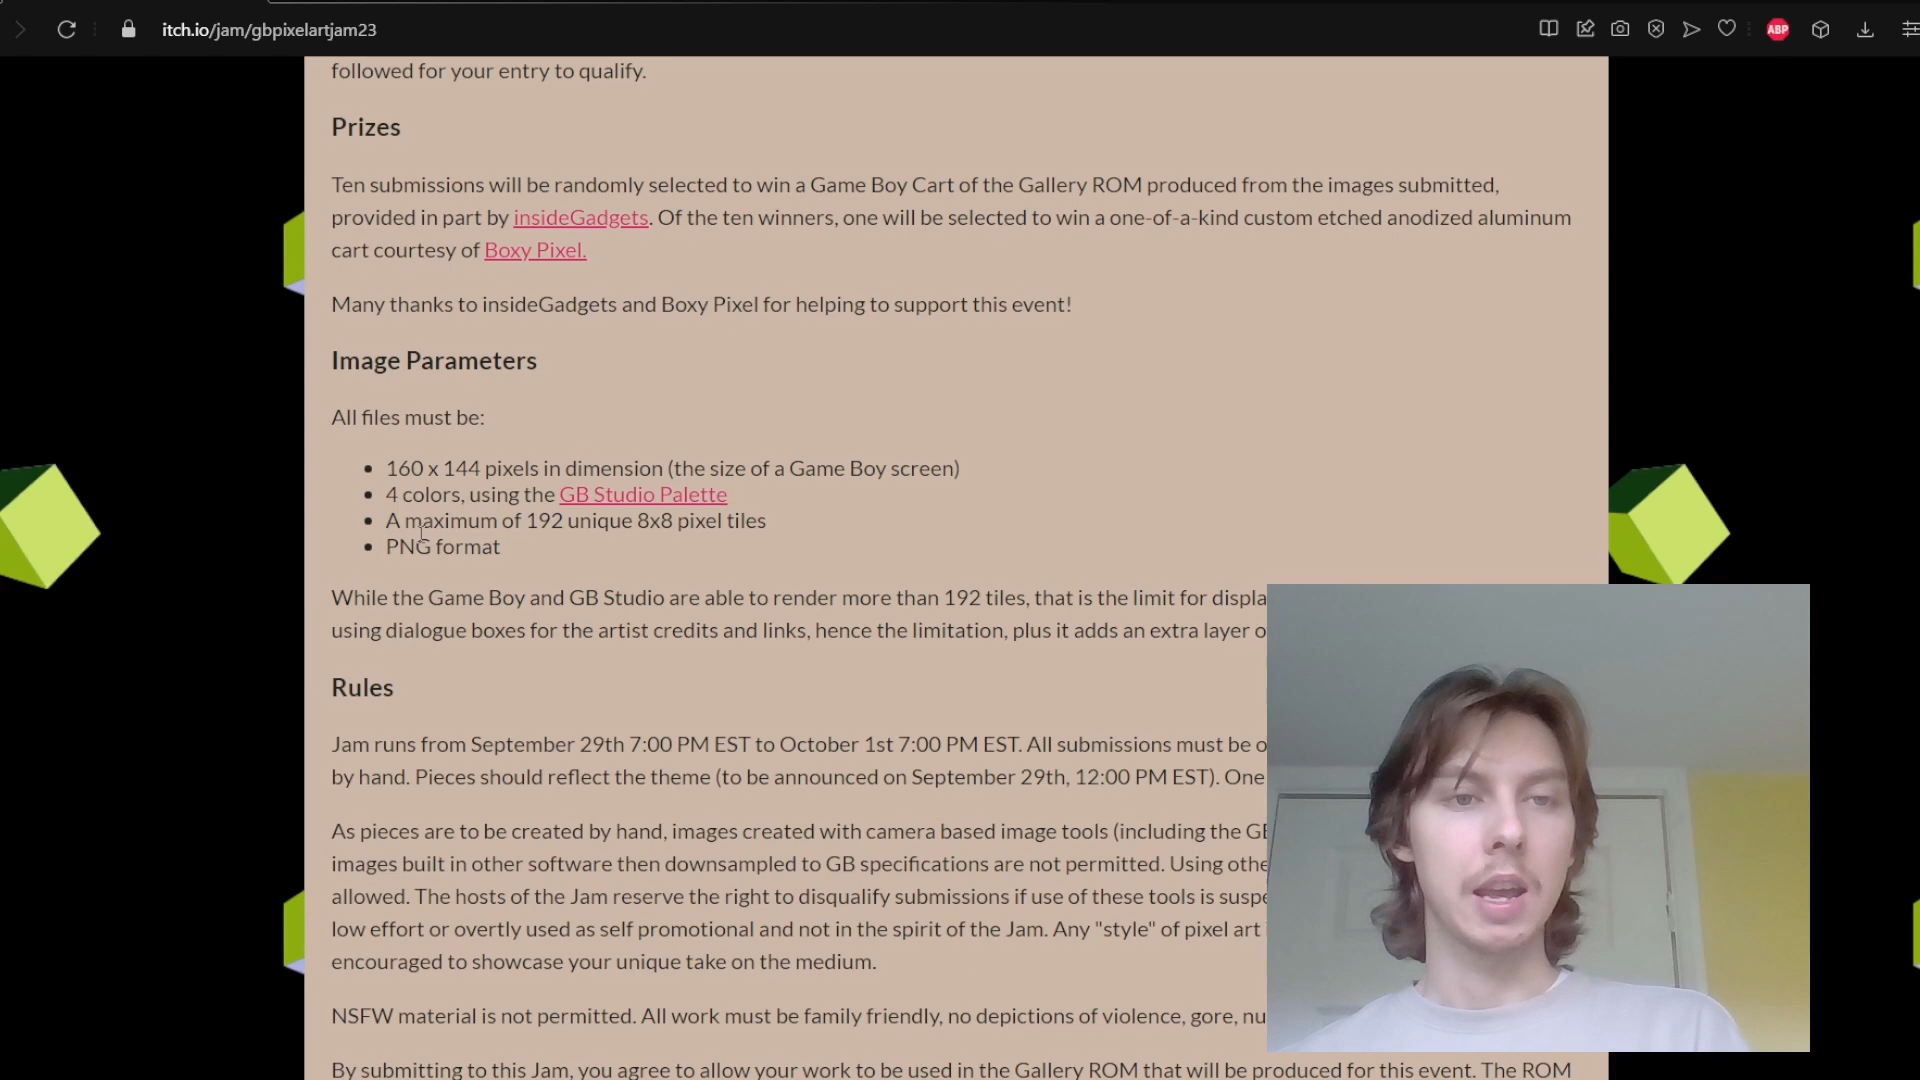 itch.io/jam/gbpixelartjam23
ABP
followed for your entry to qualify.
Prizes
Ten submissions will be randomly selected to win a Game Boy Cart of the Gallery ROM produced from the images submitted,
provided in part by insideGadgets. Of the ten winners, one will be selected to win a one-of-a-kind custom etched anodized aluminum
cart courtesy of Boxy Pixel.
Many thanks to insideGadgets and Boxy Pixel for helping to support this event!
Image Parameters
All files must be:
• 160 x 144 pixels in dimension (the size of a Game Boy screen)
• 4 colors, using the GB Studio Palette
• A maximum of 192 unique 8x8 pixel tiles
• PNG format
While the Game Boy and GB Studio are able to render more than 192 tiles, that is the limit for displa
using dialogue boxes for the artist credits and links, hence the limitation, plus it adds an extra layer o
Rules
Jam runs from September 29th 7:00 PM EST to October 1st 7:00 PM EST. All submissions must be o
by hand. Pieces should reflect the theme (to be announced on September 29th, 12:00 PM EST). One
As pieces are to be created by hand, images created with camera based image tools (including the GB
images built in other software then downsampled to GB specifications are not permitted. Using othe
allowed. The hosts of the Jam reserve the right to disqualify submissions if use of these tools is suspe
low effort or overtly used as self promotional and not in the spirit of the Jam. Any "style" of pixel art
encouraged to showcase your unique take on the medium.
NSFW material is not permitted. All work must be family friendly, no depictions of violence, gore, nu
By submitting to this Jam, you agree to allow your work to be used in the Gallery ROM that will be produced for this event. The ROM